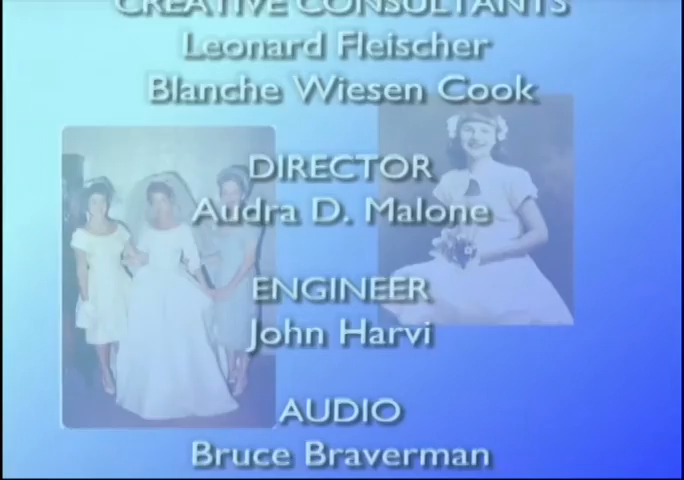 CREATIVE CONSULTANTS
Leonard Fleischer
Blanche Wiesen Cook
DIRECTOR
Audra D. Malone
ENGINEER
John Harvi
AUDIO
Bruce Braverman